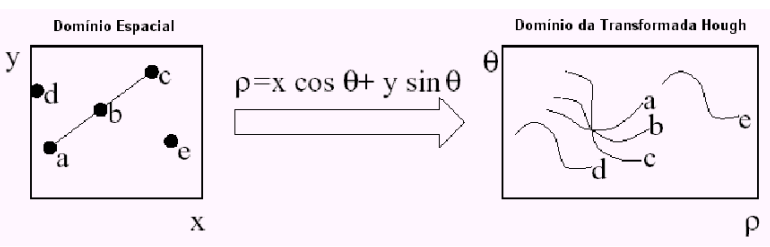 Domínio Espacial
y
d
c
b
a
e
x
ρ=x cos θ+ y sin θ
Domínio da Transformada Hough
θ
a
b
c
d
e
ρ